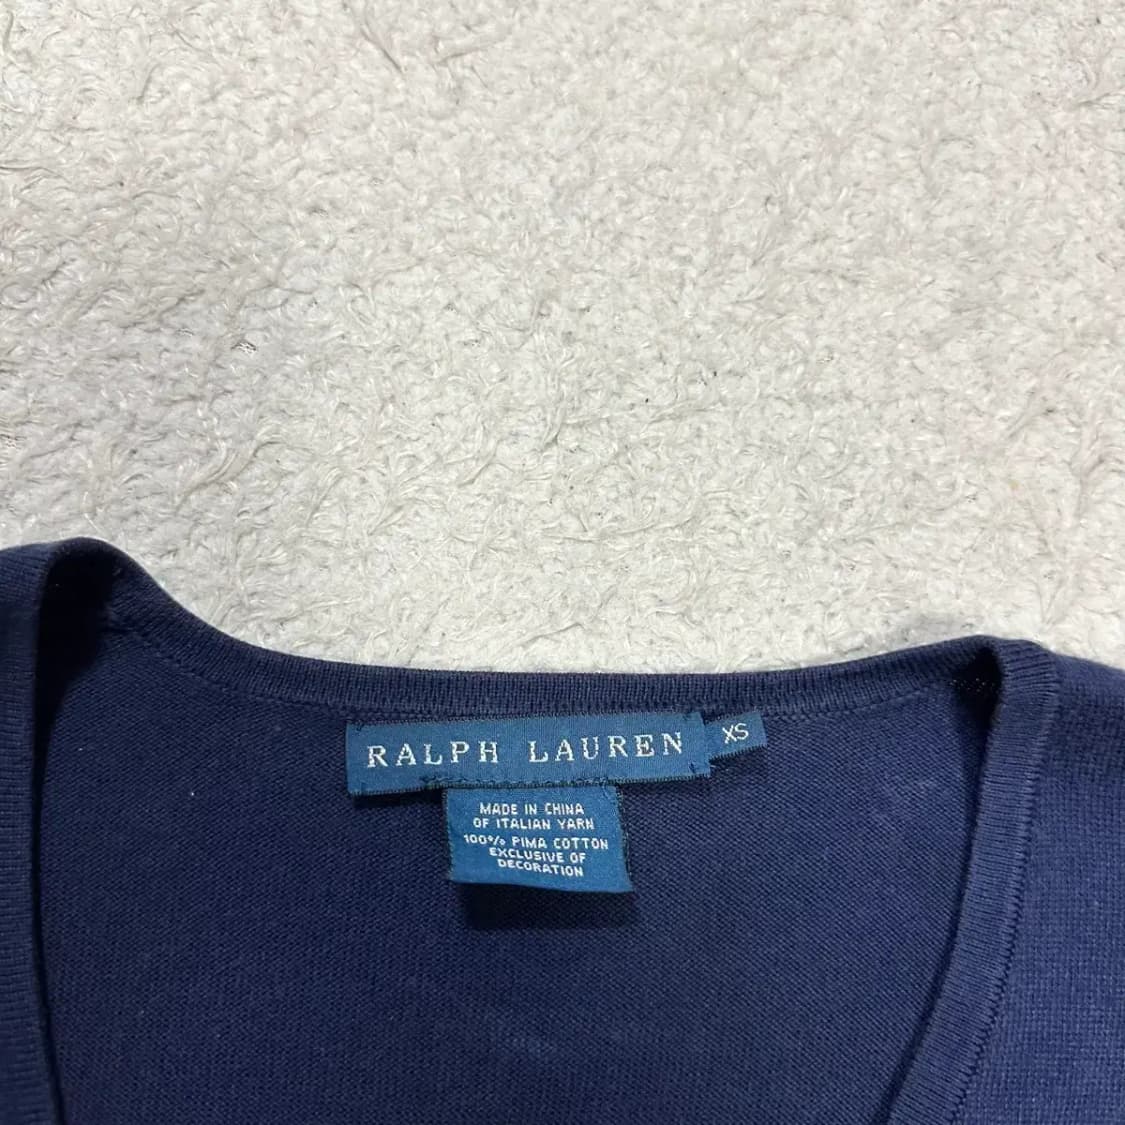 RALPH LAUREN
XS
MADE IN CHINA
OF ITALIAN YARN
100% PIMA COTTON
EXCLUSIVE OF
DECORATION